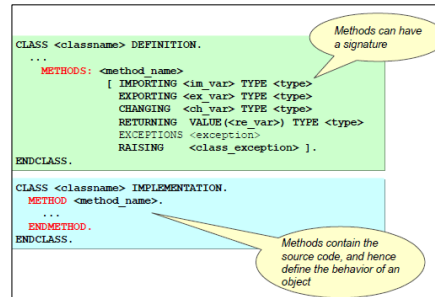 Methods can have
a signature
CLASS <classname> DEFINITION.
...
METHODS: <method_name>
[ IMPORTING <im_var> TYPE <type>
EXPORTING <ex_var> TYPE <type>
CHANGING <ch_var> TYPE <type>
RETURNING VALUE(<re_var>) TYPE <type>
EXCEPTIONS <exception>
RAISING <class_exception> ].
ENDCLASS.
CLASS <classname> IMPLEMENTATION.
METHOD <method_name>.
...
ENDMETHOD.
ENDCLASS.
Methods contain the
source code, and hence
define the behavior of an
object